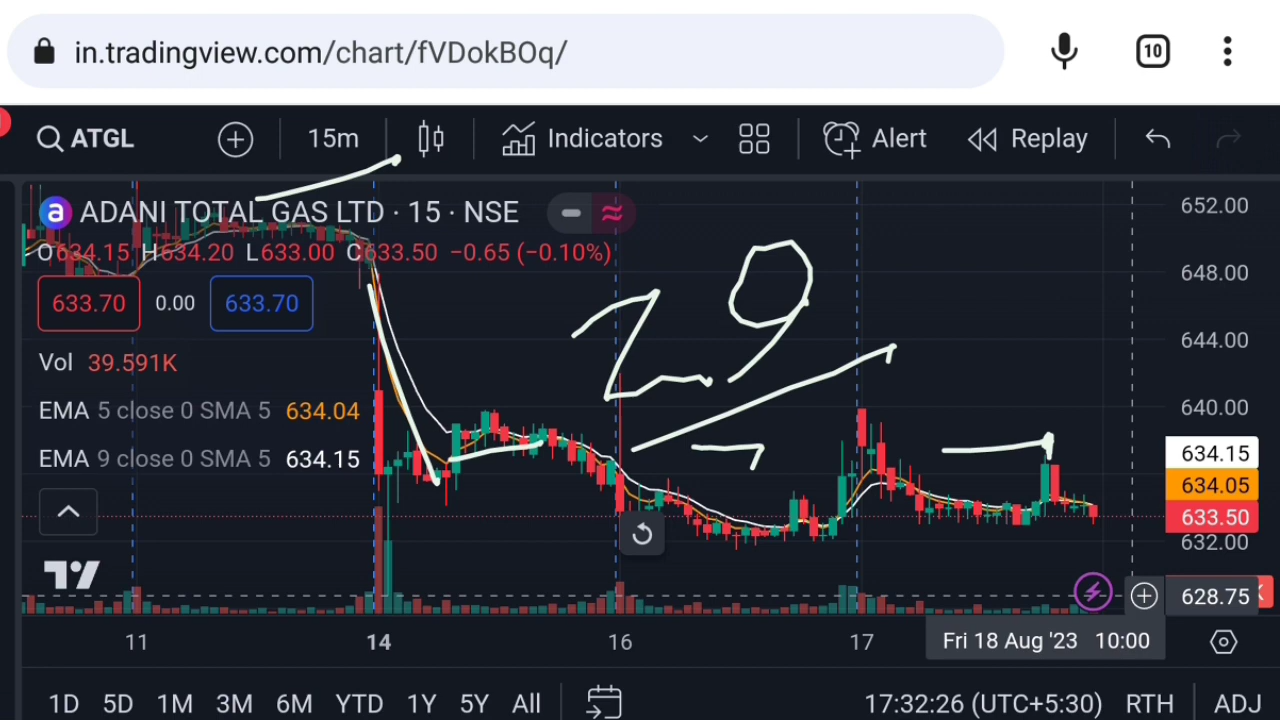 in.tradingview.com/chart/fVDokBOq/
10
ATGL
15m
Indicators
Alert
Replay
a ADANI TOTAL GAS LTD · 15 · NSE
O634.15 H634.20 L633.00 C633.50 −0.65 (−0.10%)
633.70 0.00 633.70
Vol 39.591K
EMA 5 close 0 SMA 5 634.04
EMA 9 close 0 SMA 5 634.15
2.9
652.00
648.00
644.00
640.00
634.15
634.05
633.50
632.00
628.75
11 14 16 17 Fri 18 Aug '23 10:00
1D 5D 1M 3M 6M YTD 1Y 5Y All 17:32:26 (UTC+5:30) RTH ADJ